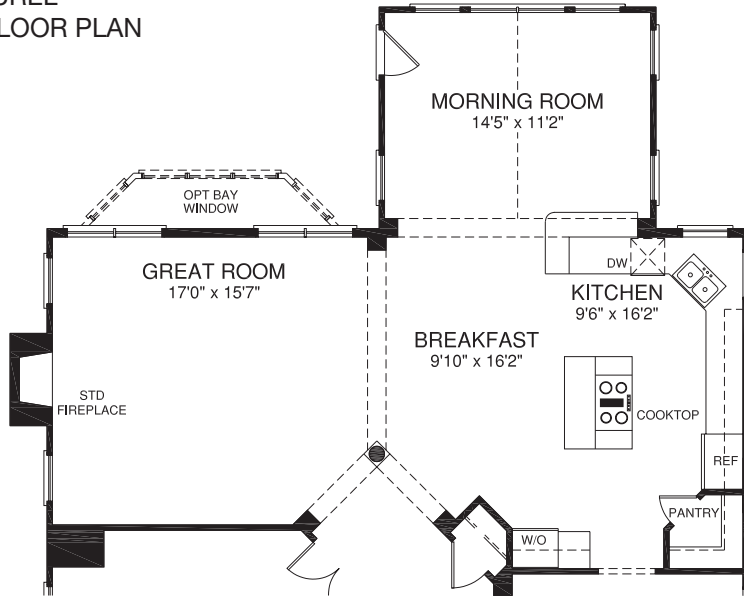 FLOOR PLAN
MORNING ROOM
14'5" x 11'2"
OPT BAY
WINDOW
GREAT ROOM
17'0" x 15'7"
DW
KITCHEN
9'6" x 16'2"
BREAKFAST
9'10" x 16'2"
STD
FIREPLACE
COOKTOP
REF
PANTRY
W/O